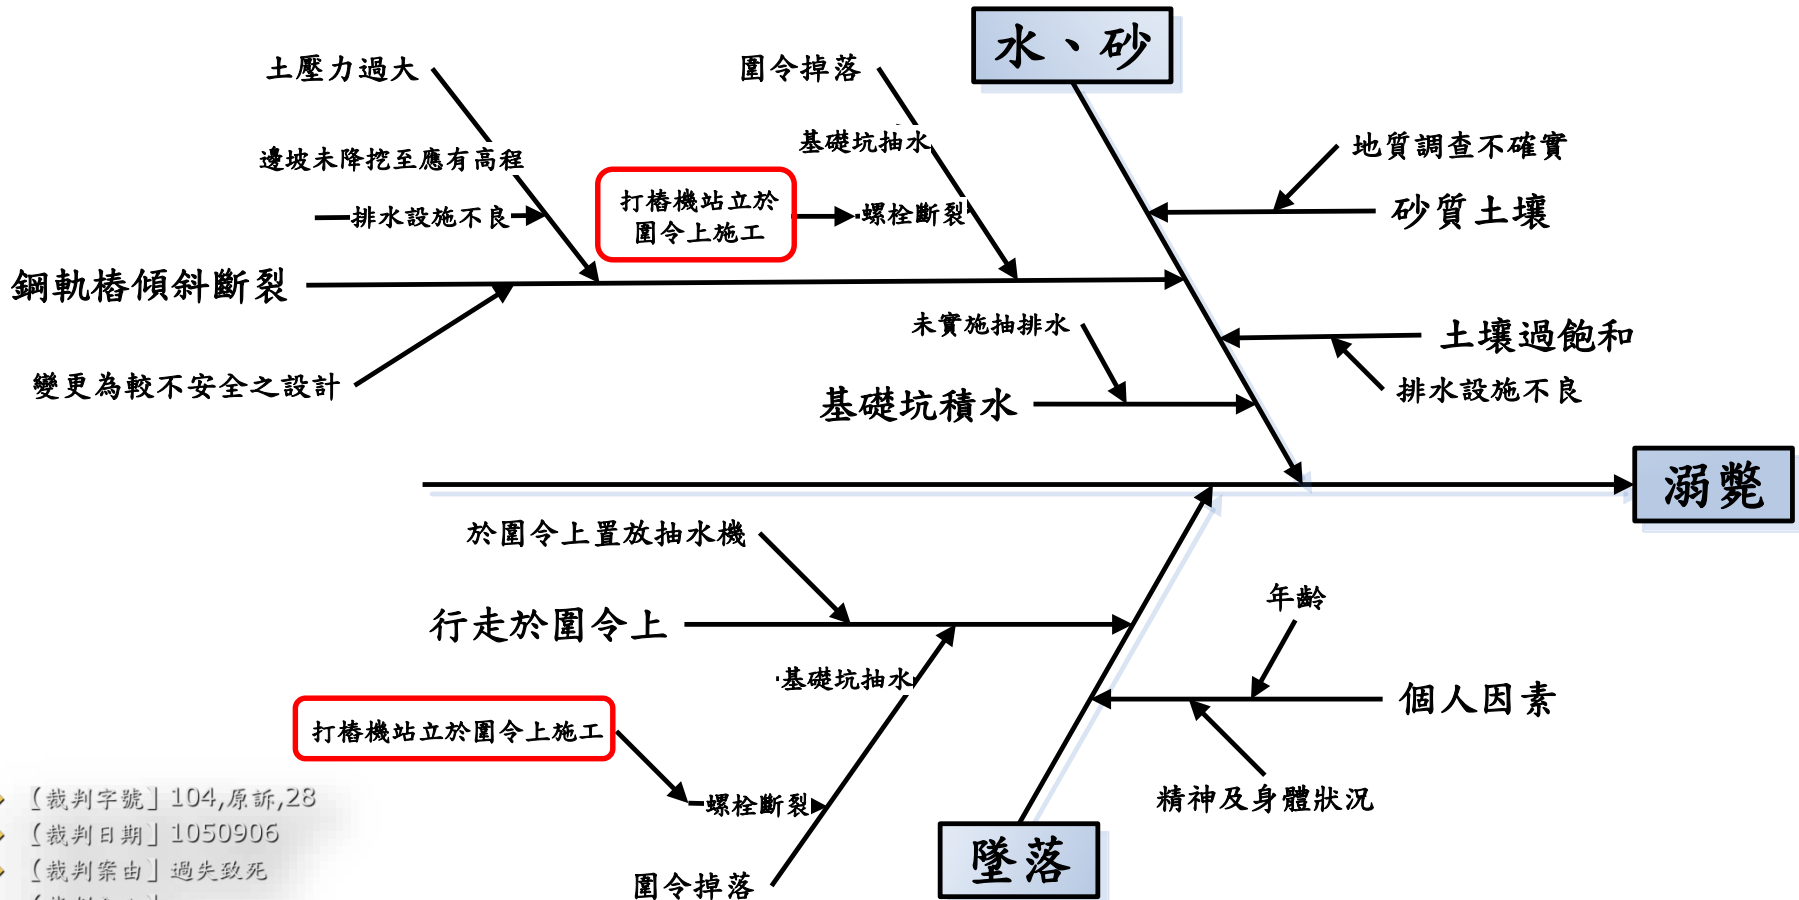 水、砂
土壓力過大
圍令掉落
基礎坑抽水
地質調查不確實
邊坡未降挖至應有高程
打樁機站立於
圍令上施工
螺栓斷裂
排水設施不良
砂質土壤
鋼軌樁傾斜斷裂
未實施抽排水
土壤過飽和
變更為較不安全之設計
基礎坑積水
排水設施不良
溺斃
於圍令上置放抽水機
年齡
行走於圍令上
基礎坑抽水
個人因素
打樁機站立於圍令上施工
螺栓斷裂
精神及身體狀況
墜落
圍令掉落
【裁判字號】104,原訴,28
【裁判日期】1050906
【裁判案由】過失致死